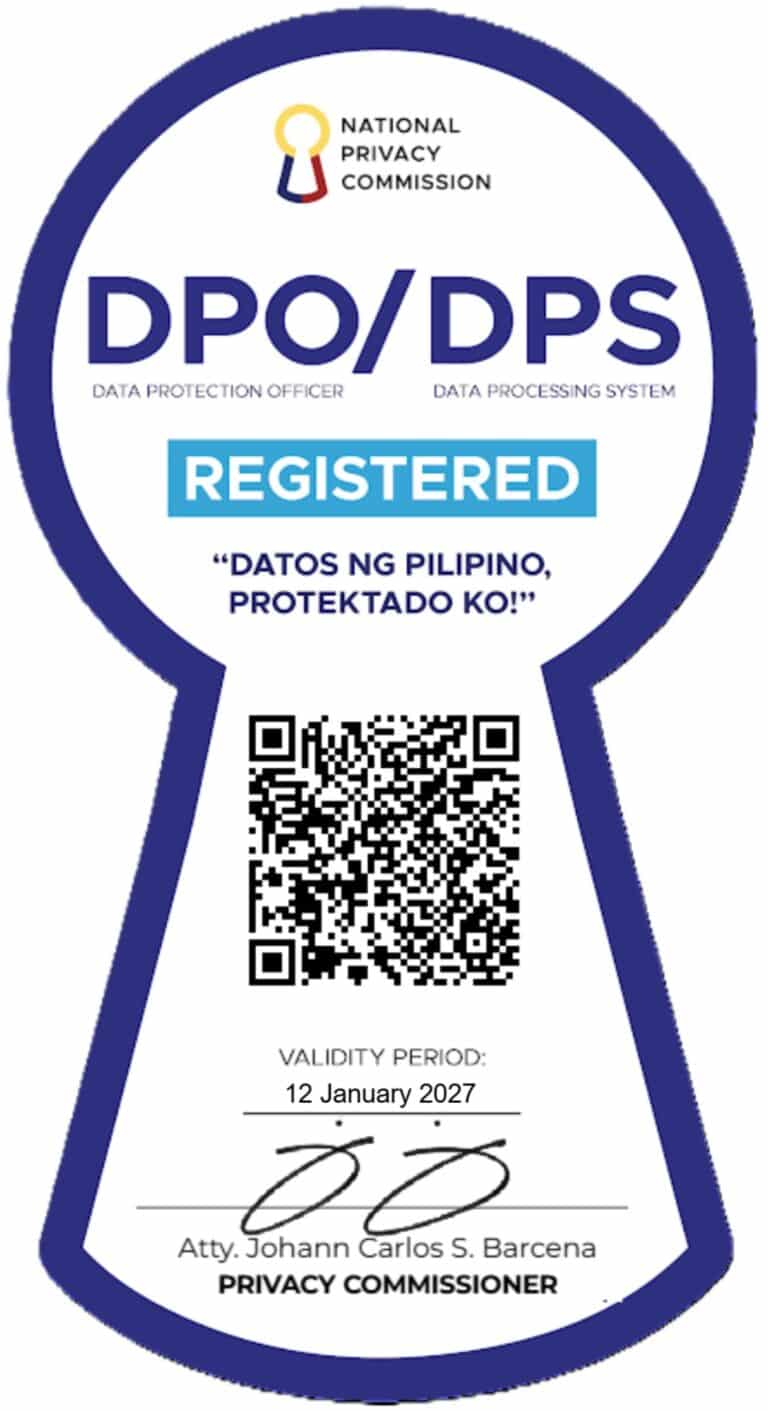 NATIONAL
PRIVACY
COMMISSION
DPO/DPS
DATA PROTECTION OFFICER DATA PROCESSING SYSTEM
REGISTERED
“DATOS NG PILIPINO,
PROTEKTADO KO!”
VALIDITY PERIOD:
12 January 2027
Atty. Johann Carlos S. Barcena
PRIVACY COMMISSIONER